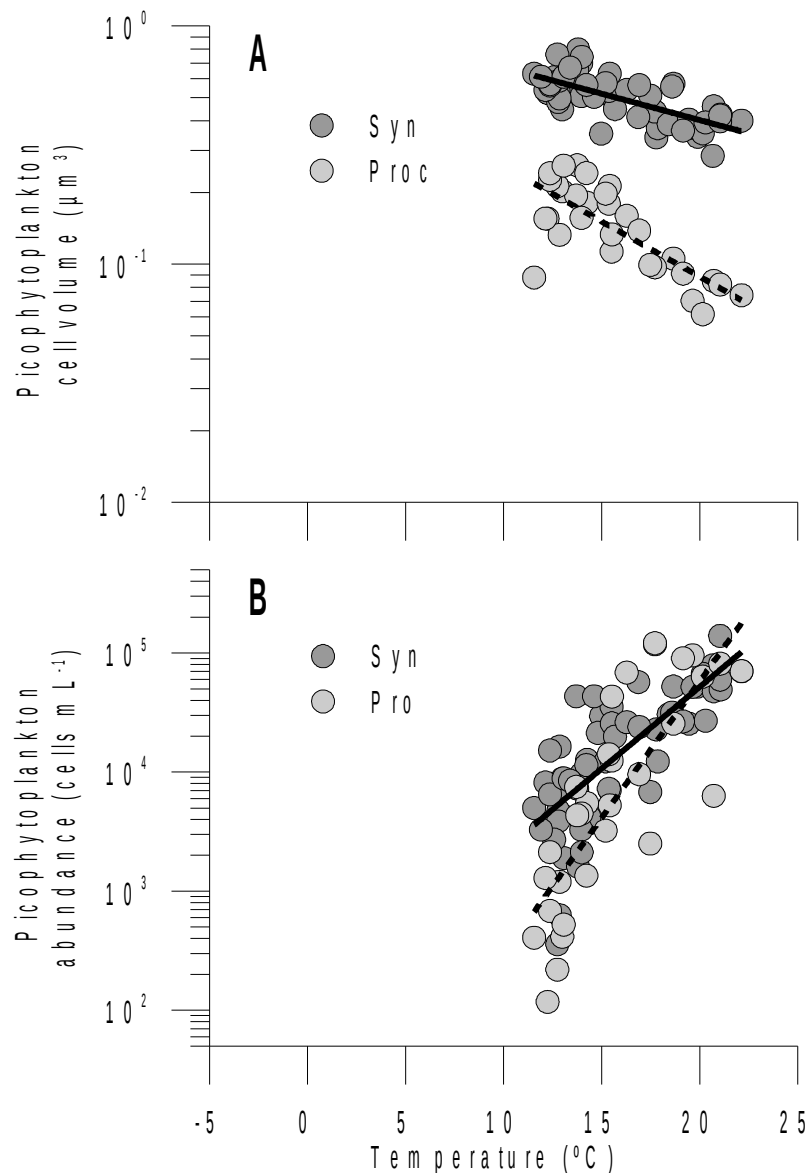 10⁰
A
Syn
Proc
Picophytoplankton
cell volume (µm³)
10⁻¹
10⁻²
B
Syn
Pro
Picophytoplankton
abundance (cells mL⁻¹)
10⁵
10⁴
10³
10²
-5 0 5 10 15 20 25
Temperature (ºC)